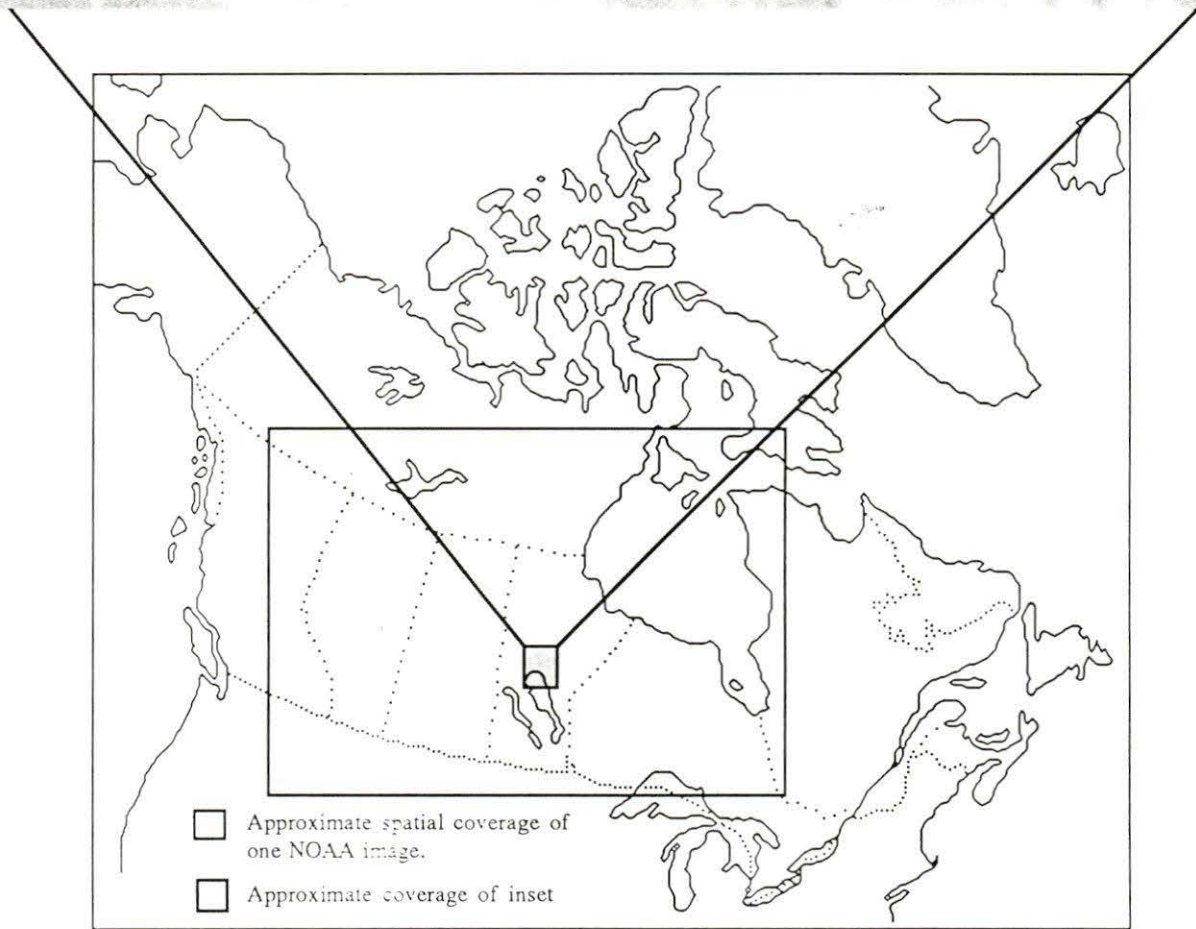 Approximate spatial coverage of
one NOAA image.
Approximate coverage of inset